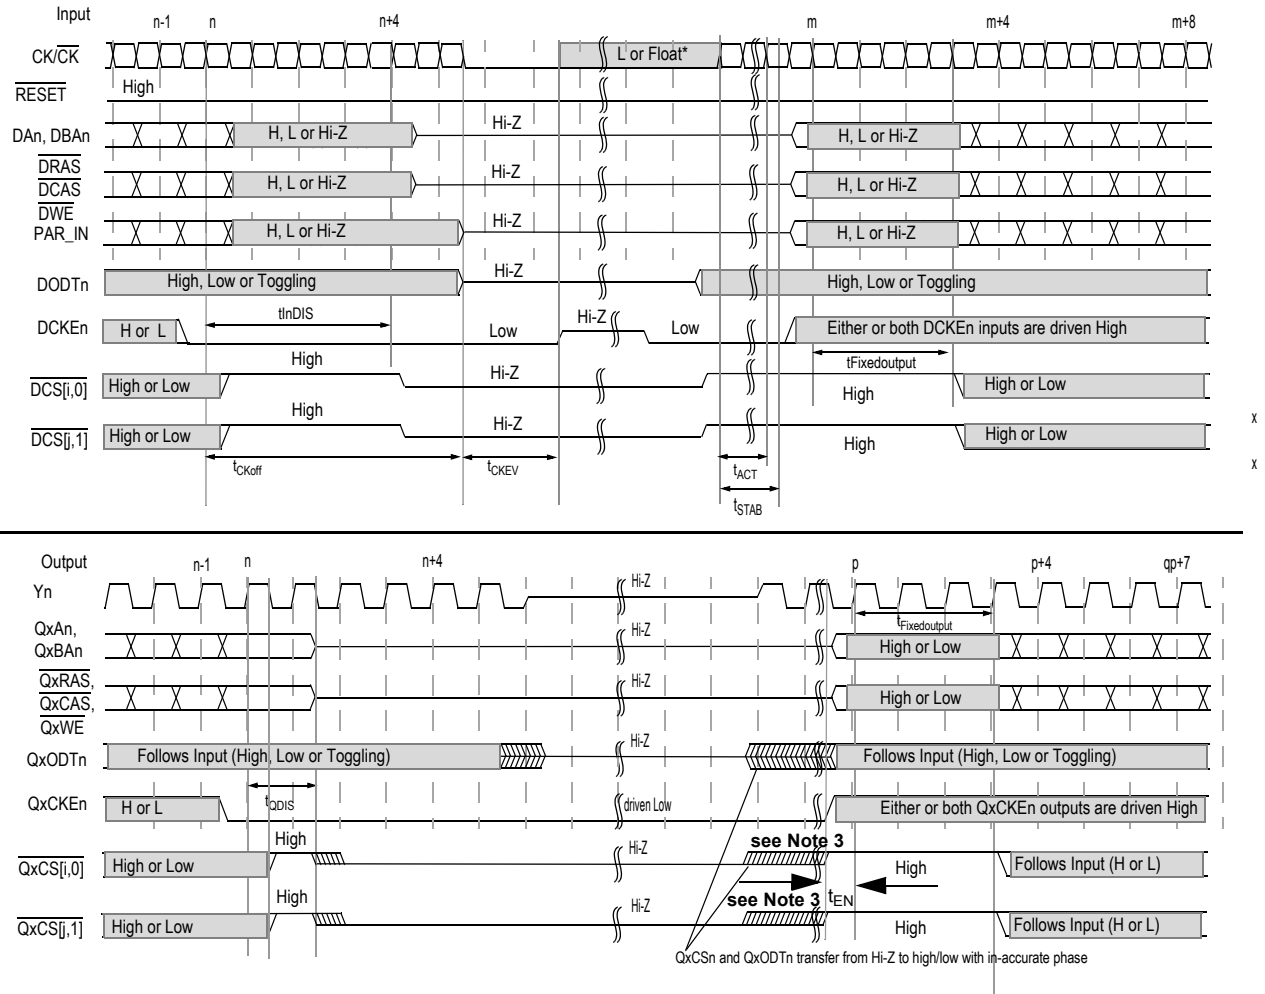 Input
n-1 n n+4 m m+4 m+8
CK/CK L or Float*
RESET High
DAn, DBAn H, L or Hi-Z Hi-Z H, L or Hi-Z
DRAS
DCAS H, L or Hi-Z Hi-Z H, L or Hi-Z
DWE
PAR_IN H, L or Hi-Z Hi-Z H, L or Hi-Z
DODTn High, Low or Toggling Hi-Z High, Low or Toggling
tInDIS
DCKEn H or L Low Hi-Z Low Either or both DCKEn inputs are driven High
tFixedoutput
DCS[i,0] High or Low High Hi-Z High High or Low
x
DCS[j,1] High or Low High Hi-Z High High or Low
tCKoff tCKEV tACT x
tSTAB
Output
n-1 n n+4 p p+4 qp+7
Yn Hi-Z
tFixedoutput
QxAn,
QxBAn Hi-Z High or Low
QxRAS,
QxCAS, Hi-Z High or Low
QxWE
QxODTn Follows Input (High, Low or Toggling) Hi-Z Follows Input (High, Low or Toggling)
tQDIS
QxCKEn H or L driven Low Either or both QxCKEn outputs are driven High
see Note 3
QxCS[i,0] High or Low High Hi-Z High Follows Input (H or L)
see Note 3 tEN
QxCS[j,1] High or Low High Hi-Z High Follows Input (H or L)
QxCSn and QxODTn transfer from Hi-Z to high/low with in-accurate phase